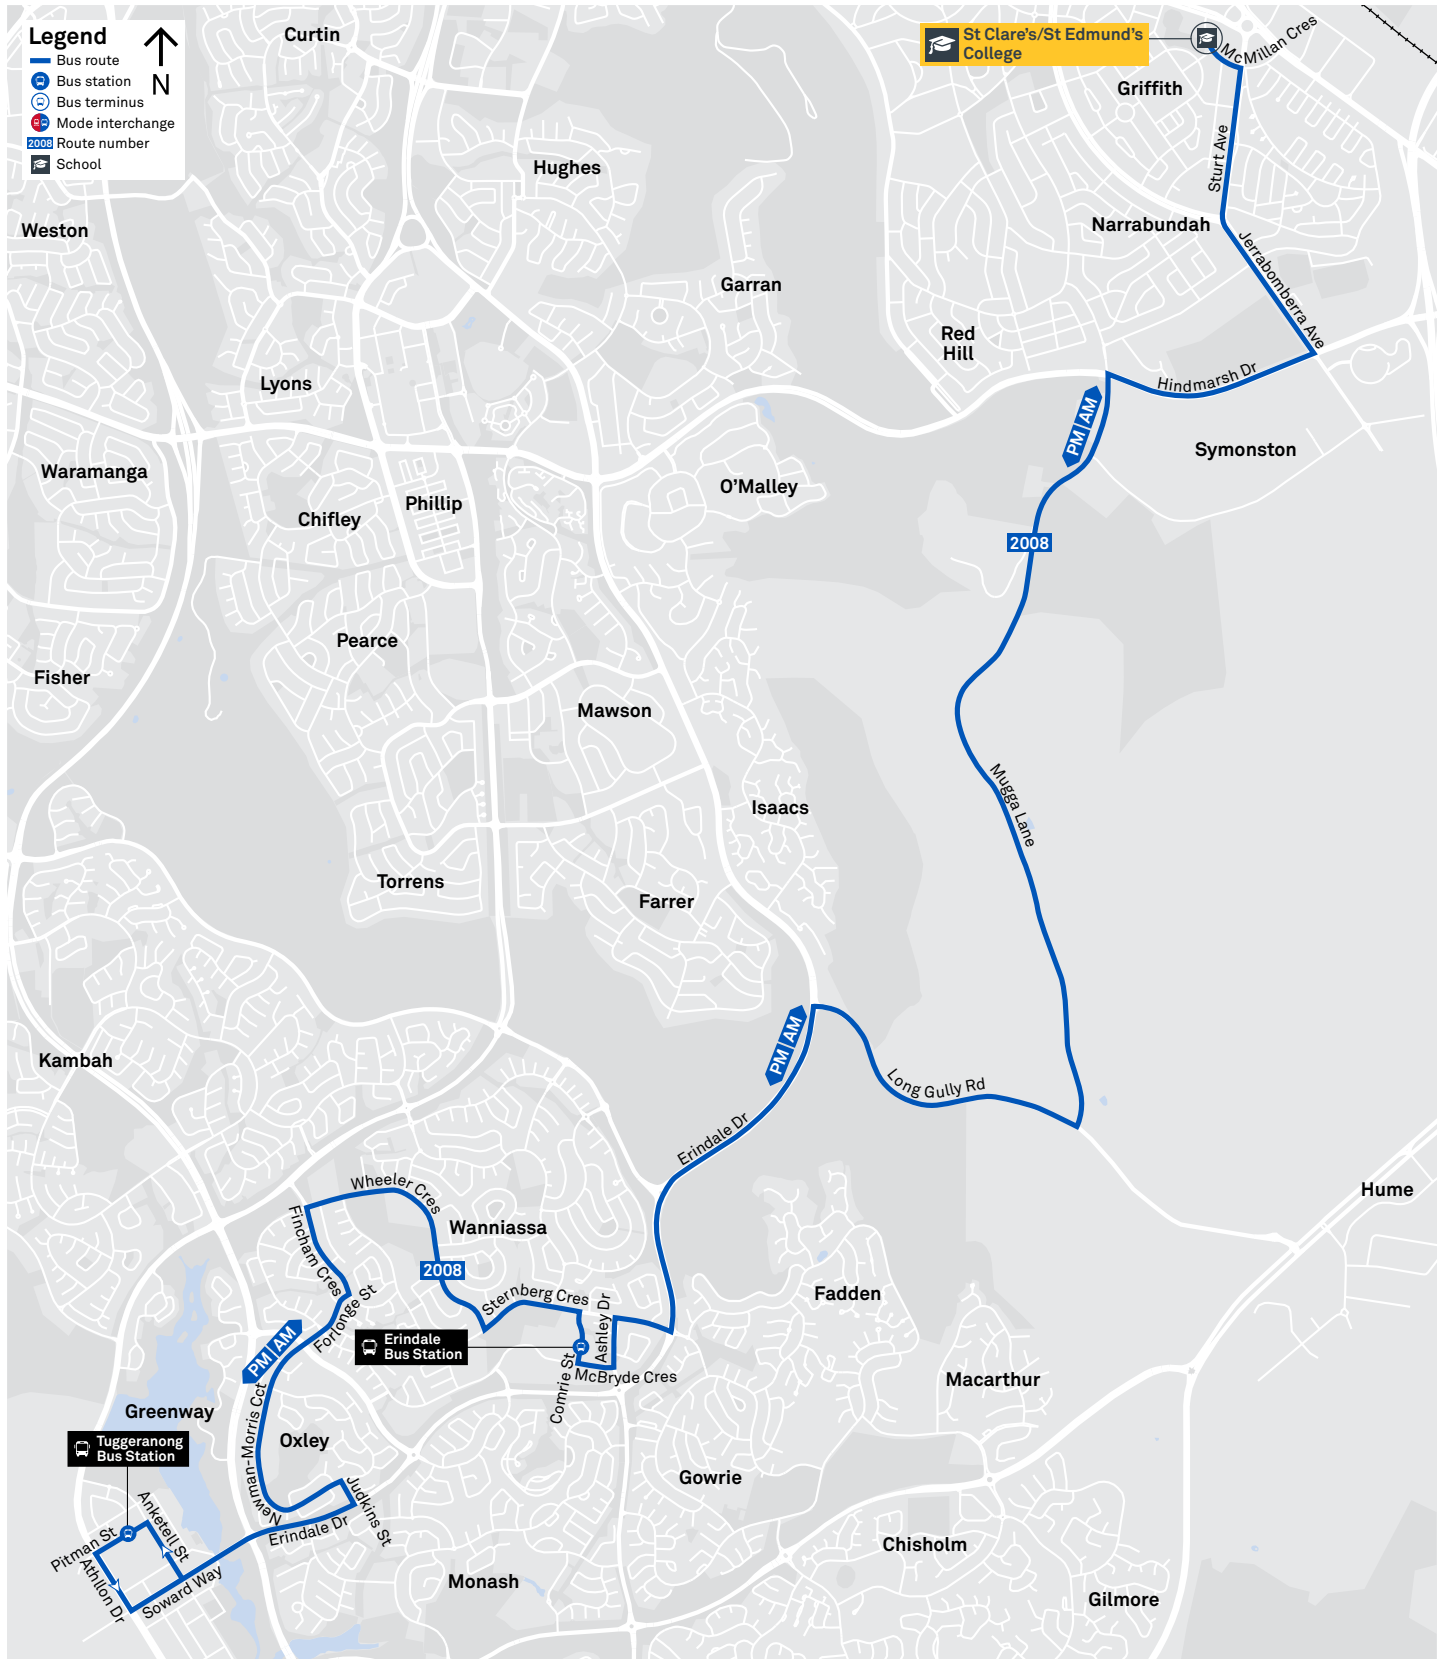 Legend
N
Bus route
Bus station
Bus terminus
Mode interchange
2008 Route number
School
Curtin
St Clare's/St Edmund's
College
McMillan Cres
Griffith
Sturt Ave
Hughes
Weston
Narrabundah
Jerrabomberra Ave
Garran
Red
Hill
Lyons
Hindmarsh Dr
PM AM
Symonston
Waramanga
O'Malley
Phillip
Chifley
2008
Pearce
Fisher
Mawson
Mugga Lane
Isaacs
Torrens
Farrer
PM AM
Kambah
Long Gully Rd
Erindale Dr
Wheeler Cres
Hume
Fincham Cres
Wanniassa
2008
Forlonge St
Sternberg Cres
Ashley Dr
Fadden
PM AM
Erindale
Bus Station
Comrie St
McBryde Cres
Macarthur
Newman-Morris Cct
Greenway
Oxley
Tuggeranong
Bus Station
Gowrie
Judkins St
Anketell St
Pitman St
Erindale Dr
Chisholm
Athllon Dr
Soward Way
Monash
Gilmore